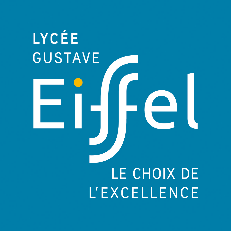 LYCÉE
GUSTAVE
Eiffel
LE CHOIX DE
L'EXCELLENCE